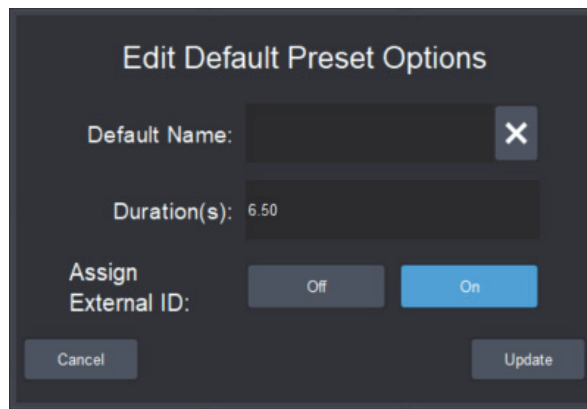 Edit Default Preset Options
Default Name:
Duration(s): 6.50
Assign
External ID:
Off
On
Cancel
Update